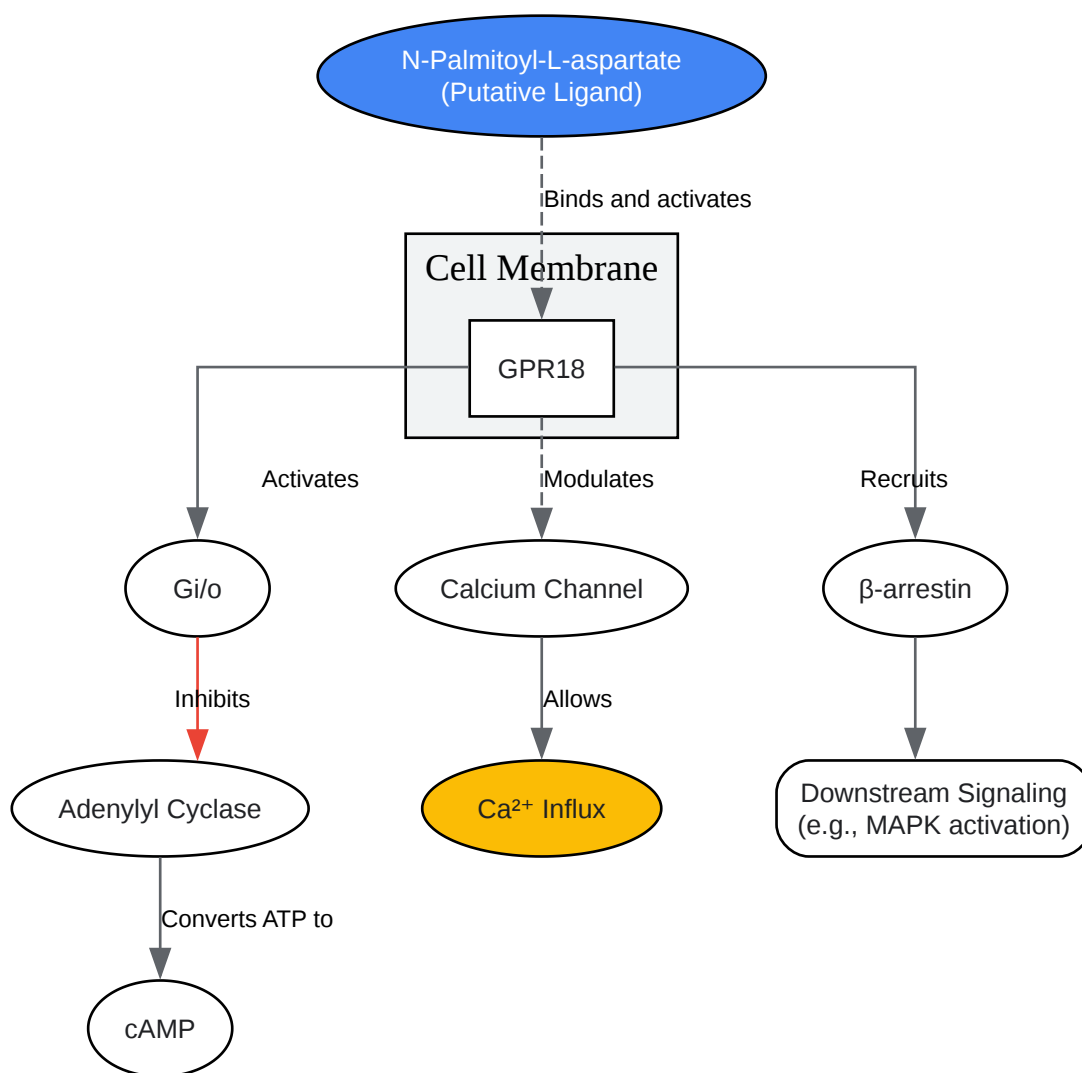 N-Palmitoyl-L-aspartate
(Putative Ligand)
Binds and activates
Cell Membrane
GPR18
Activates
Modulates
Recruits
Gi/o
Calcium Channel
β-arrestin
Inhibits
Allows
Adenylyl Cyclase
Ca²⁺ Influx
Downstream Signaling
(e.g., MAPK activation)
Converts ATP to
cAMP